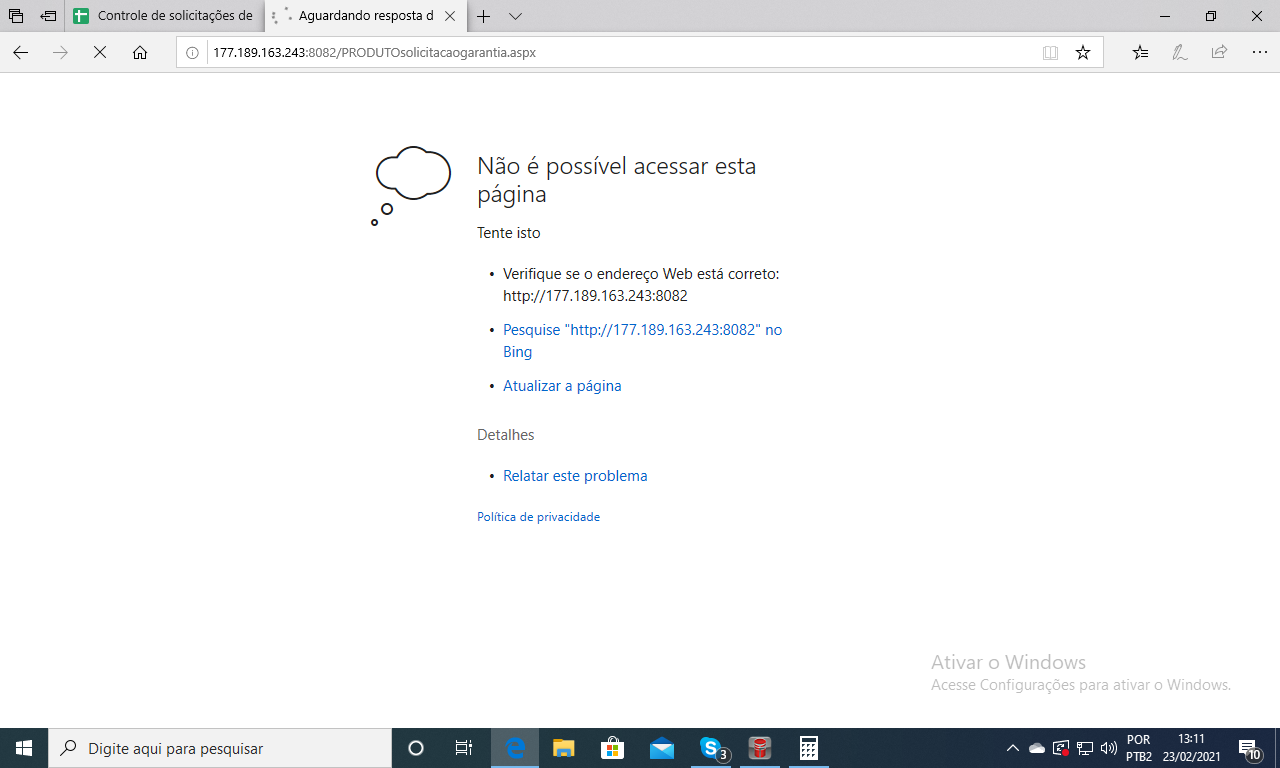 Controle de solicitações de
Aguardando resposta d
177.189.163.243:8082/PRODUTOsolicitacaogarantia.aspx
Não é possível acessar esta
página
Tente isto
• Verifique se o endereço Web está correto:
http://177.189.163.243:8082
• Pesquise "http://177.189.163.243:8082" no
Bing
• Atualizar a página
Detalhes
• Relatar este problema
Política de privacidade
Ativar o Windows
Acesse Configurações para ativar o Windows.
Digite aqui para pesquisar
3
POR
PTB2
13:11
23/02/2021
10